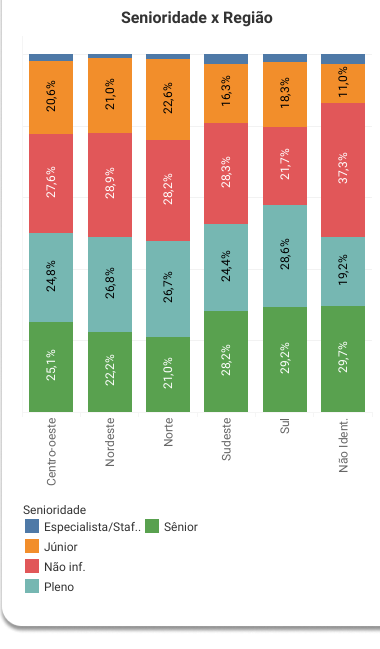 Senioridade x Região
20,6% 21,0% 22,6% 16,3% 18,3% 11,0%
27,6% 28,9% 28,2% 28,3% 21,7% 37,3%
24,8% 26,8% 26,7% 24,4% 28,6% 19,2%
25,1% 22,2% 21,0% 28,2% 29,2% 29,7%
Centro-oeste Nordeste Norte Sudeste Sul Não Ident.
Senioridade
Especialista/Staf.. Sênior
Júnior
Não inf.
Pleno